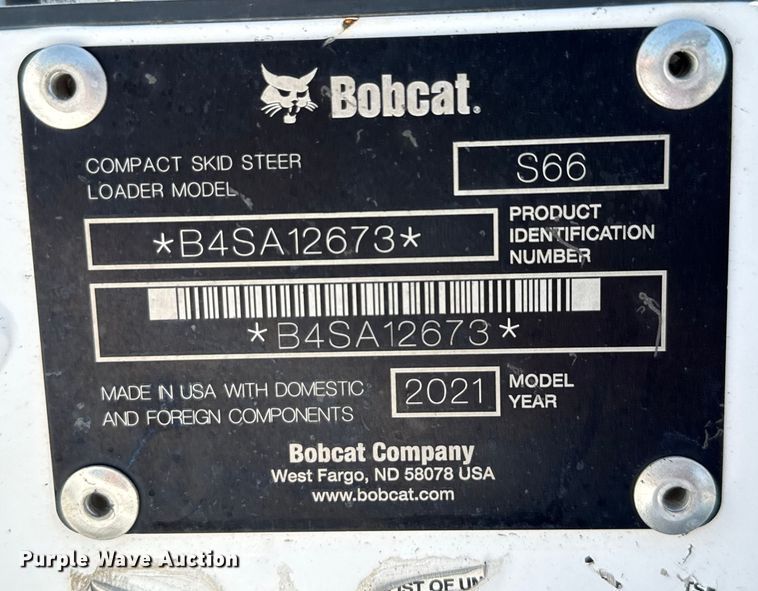 Bobcat.
COMPACT SKID STEER
LOADER MODEL
S66
*B4SA12673*
PRODUCT
IDENTIFICATION
NUMBER
*B4SA12673*
MADE IN USA WITH DOMESTIC
AND FOREIGN COMPONENTS
2021
MODEL
YEAR
Bobcat Company
West Fargo, ND 58078 USA
www.bobcat.com
Purple Wave Auction
OF